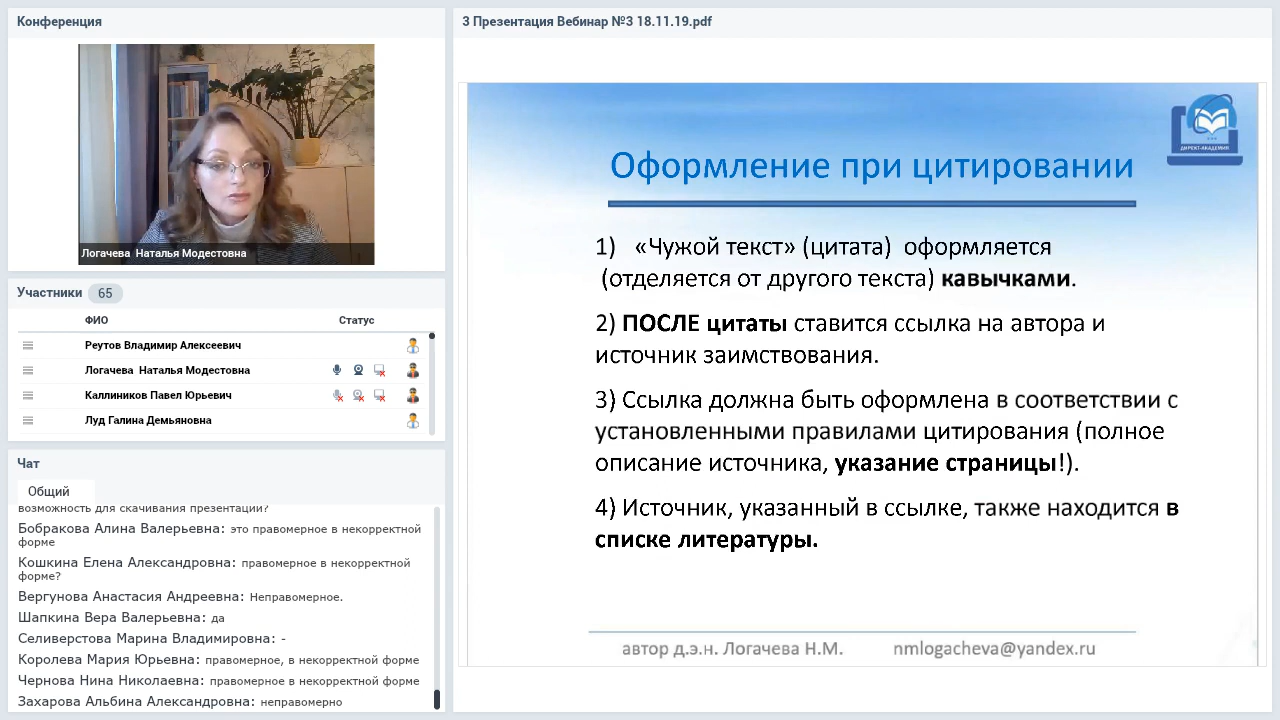 Конференция
Логачева  Наталья Модестовна
Участники 65
ФИО Статус
Реутов Владимир Алексеевич
Логачева  Наталья Модестовна
Каллиников Павел Юрьевич
Луд Галина Демьяновна
Чат
Общий
возможность для скачивания презентации?
Бобракова Алина Валерьевна: это правомерное в некорректной
форме
Кошкина Елена Александровна: правомерное в некорректной
форме?
Вергунова Анастасия Андреевна: Неправомерное.
Шапкина Вера Валерьевна: да
Селиверстова Марина Владимировна: -
Королева Мария Юрьевна: правомерное, в некорректной форме
Чернова Нина Николаевна: правомерное в некорректной форме
Захарова Альбина Александровна: неправомерно
3 Презентация Вебинар №3 18.11.19.pdf
ДИРЕКТ-АКАДЕМИЯ
Оформление при цитировании
1) «Чужой текст» (цитата) оформляется
(отделяется от другого текста) кавычками.
2) ПОСЛЕ цитаты ставится ссылка на автора и
источник заимствования.
3) Ссылка должна быть оформлена в соответствии с
установленными правилами цитирования (полное
описание источника, указание страницы!).
4) Источник, указанный в ссылке, также находится в
списке литературы.
автор д.э.н. Логачева Н.М. nmlogacheva@yandex.ru